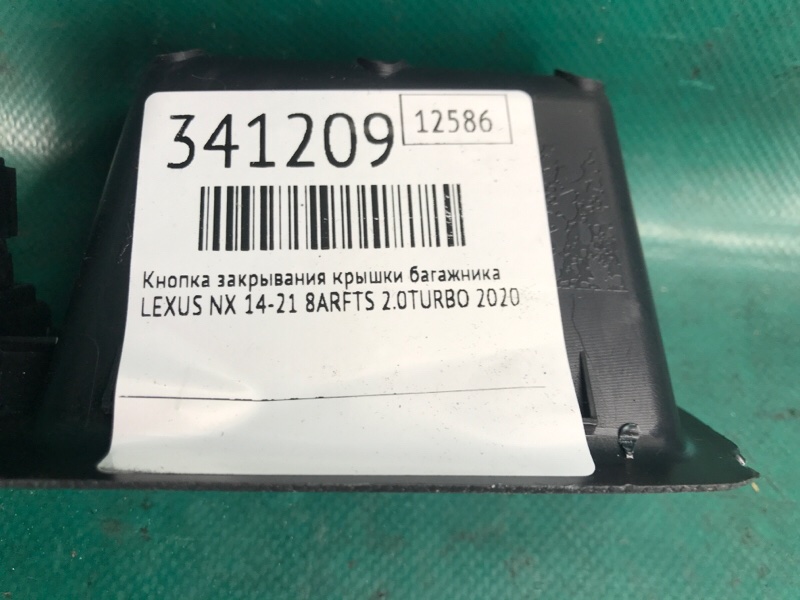 341209
12586
Кнопка закрывания крышки багажника
LEXUS NX 14-21 8ARFTS 2.0TURBO 2020